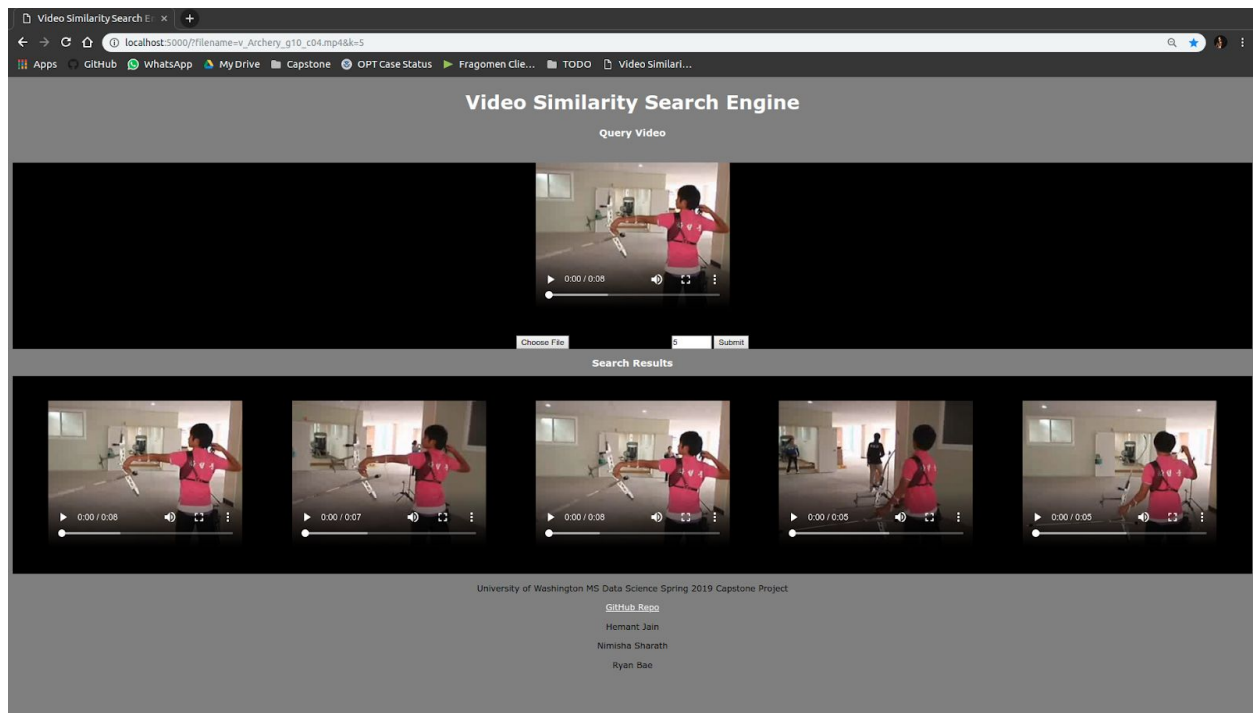 Video Similarity Search En
localhost:5000/?filename=v_Archery_g10_c04.mp4&k=5
Apps GitHub WhatsApp My Drive Capstone OPT Case Status Fragomen Clie... TODO Video Similari...
Video Similarity Search Engine
Query Video
0:00 / 0:08
Choose File 5 Submit
Search Results
0:00 / 0:08 0:00 / 0:07 0:00 / 0:08 0:00 / 0:05 0:00 / 0:05
University of Washington MS Data Science Spring 2019 Capstone Project
GitHub Repo
Hemant Jain
Nimisha Sharath
Ryan Bae